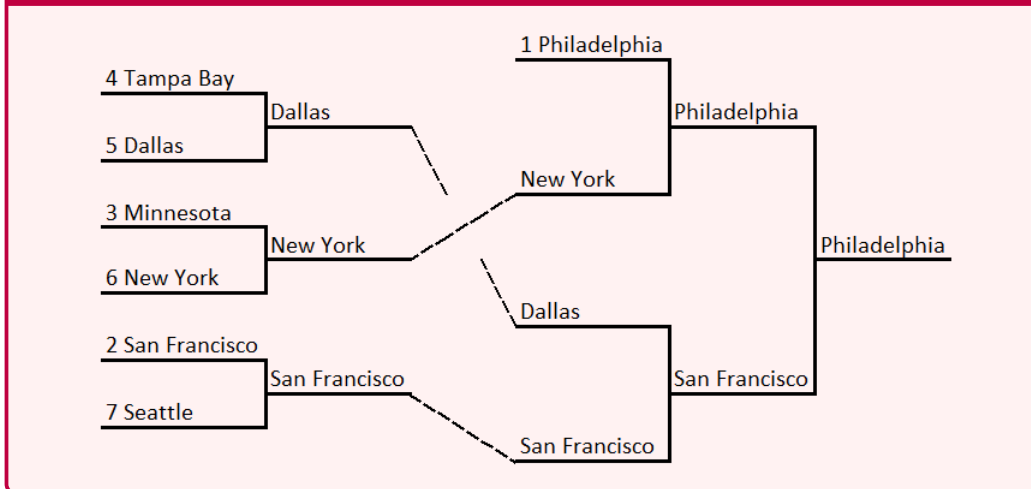 1 Philadelphia
4 Tampa Bay
Dallas
Philadelphia
5 Dallas
New York
3 Minnesota
New York
Philadelphia
6 New York
Dallas
2 San Francisco
San Francisco
San Francisco
7 Seattle
San Francisco